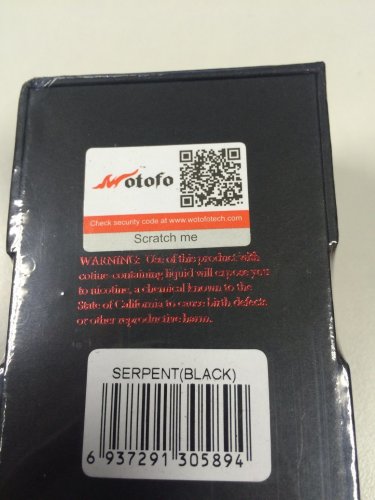 Wotofo
Check security code at www.wotofotech.com
Scratch me
WARNING: Use of this product with
cotine-containing liquid will expose you
to nicotine, a chemical known to the
State of California to cause birth defects
or other reproductive harm.
SERPENT(BLACK)
6 937291 305894